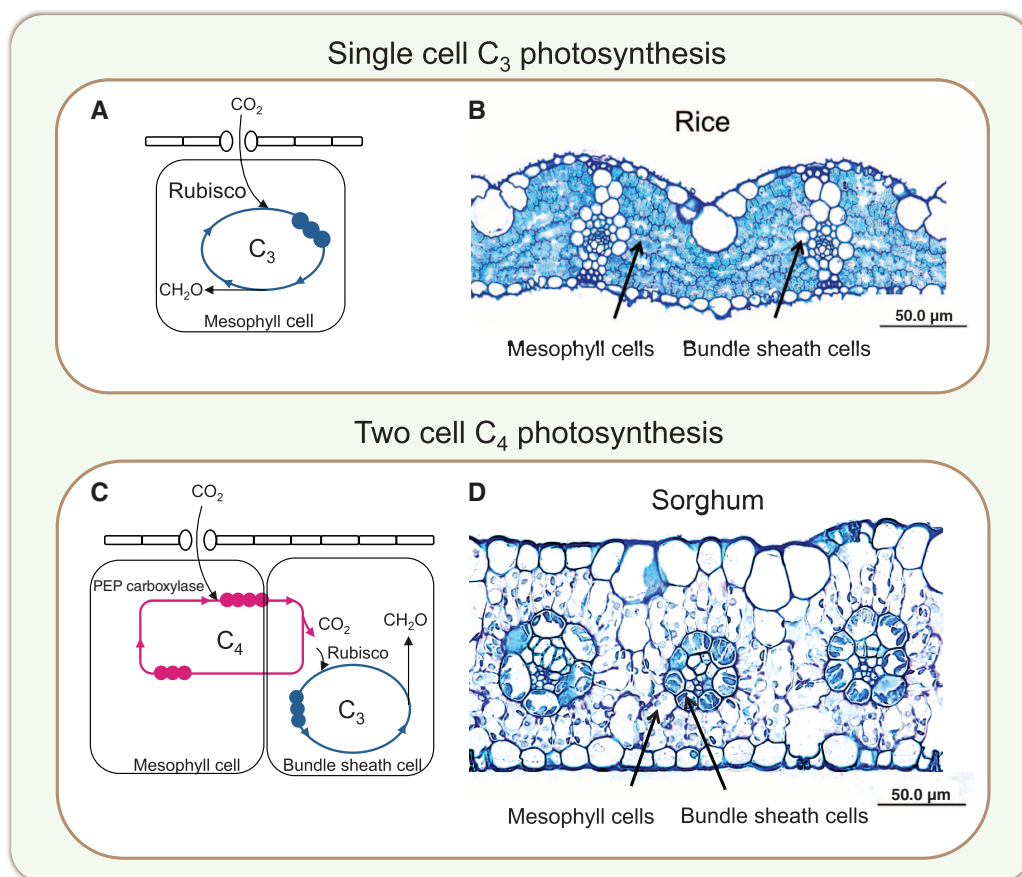 Single cell C₃ photosynthesis
A
CO₂
Rubisco
C₃
CH₂O
Mesophyll cell
B
Rice
50.0 µm
Mesophyll cells
Bundle sheath cells
Two cell C₄ photosynthesis
C
CO₂
PEP carboxylase
C₄
CO₂
CH₂O
Rubisco
C₃
Mesophyll cell
Bundle sheath cell
D
Sorghum
50.0 µm
Mesophyll cells
Bundle sheath cells